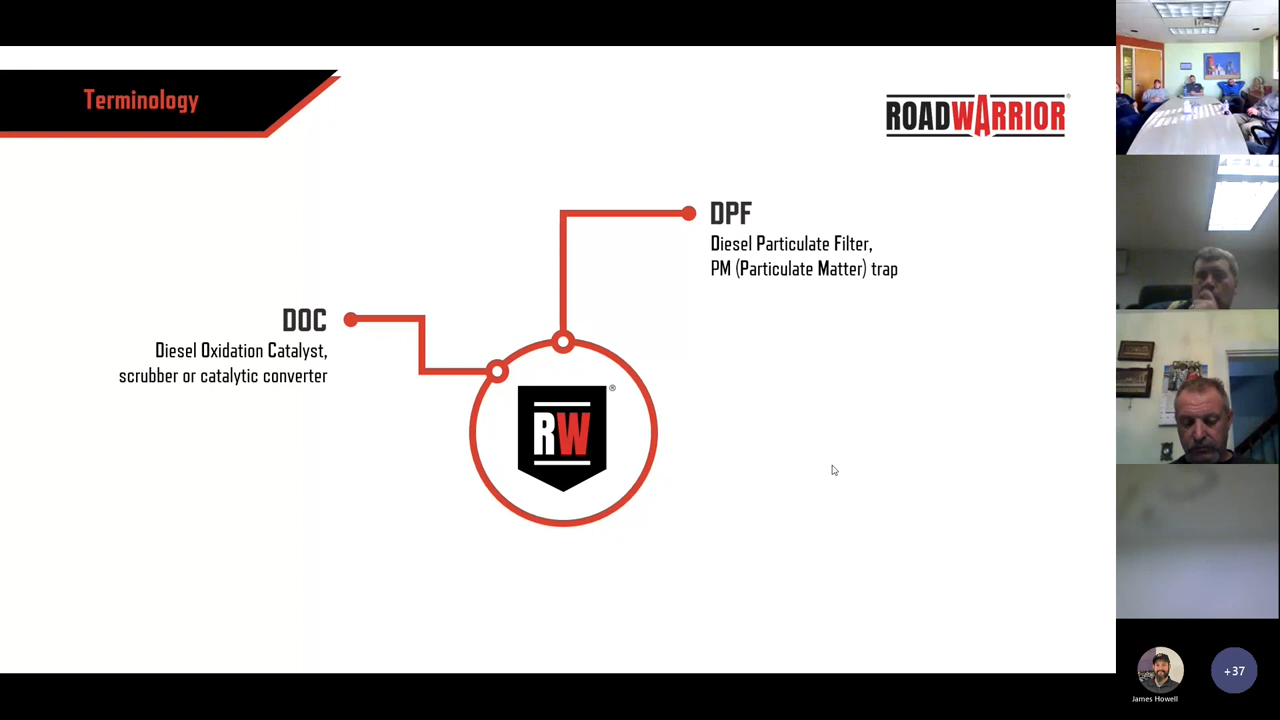 Terminology
ROADWARRIOR®
DPF
Diesel Particulate Filter,
PM (Particulate Matter) trap
DOC
Diesel Oxidation Catalyst,
scrubber or catalytic converter
RW®
+37
James Howell